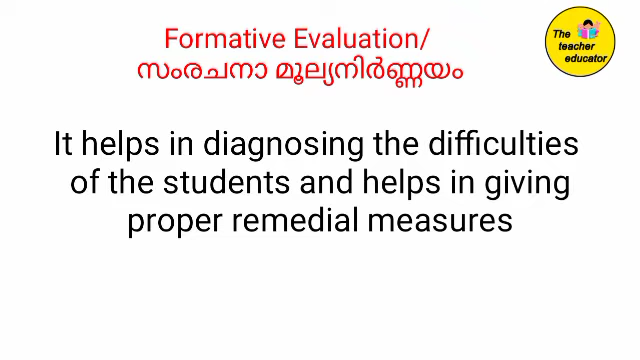 Formative Evaluation/
സംരചനാ മൂല്യനിർണ്ണയം
The
teacher
educator
It helps in diagnosing the difficulties
of the students and helps in giving
proper remedial measures